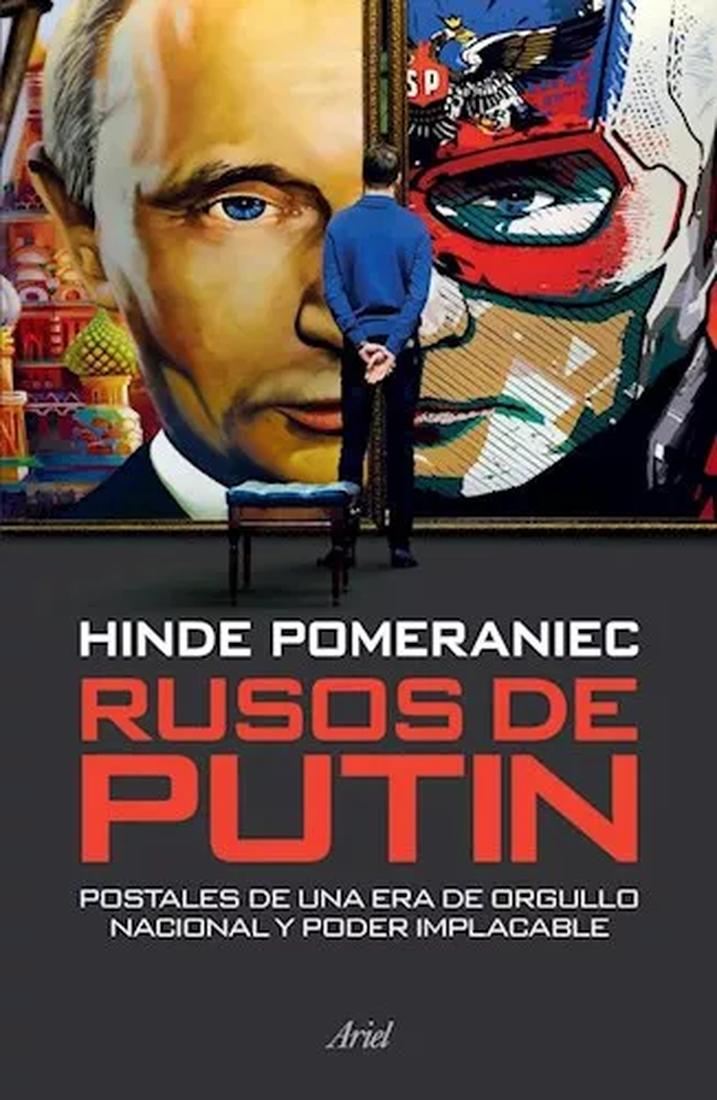 SP
HINDE POMERANIEC
RUSOS DE
PUTIN
POSTALES DE UNA ERA DE ORGULLO
NACIONAL Y PODER IMPLACABLE
Ariel